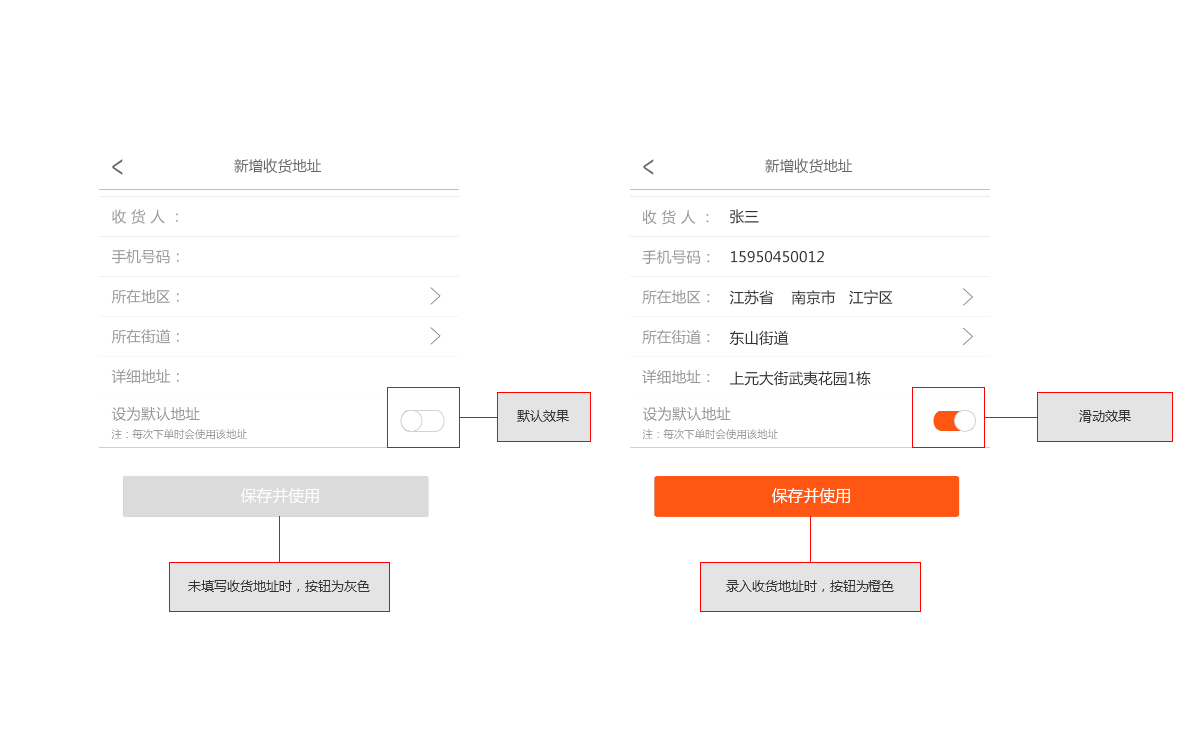 新增收货地址
收 货 人 ：
手机号码：
所在地区：
所在街道：
详细地址：
设为默认地址
注：每次下单时会使用该地址
默认效果
保存并使用
未填写收货地址时，按钮为灰色
新增收货地址
收 货 人 ： 张三
手机号码： 15950450012
所在地区： 江苏省 南京市 江宁区
所在街道： 东山街道
详细地址： 上元大街武夷花园1栋
设为默认地址
注：每次下单时会使用该地址
滑动效果
保存并使用
录入收货地址时，按钮为橙色